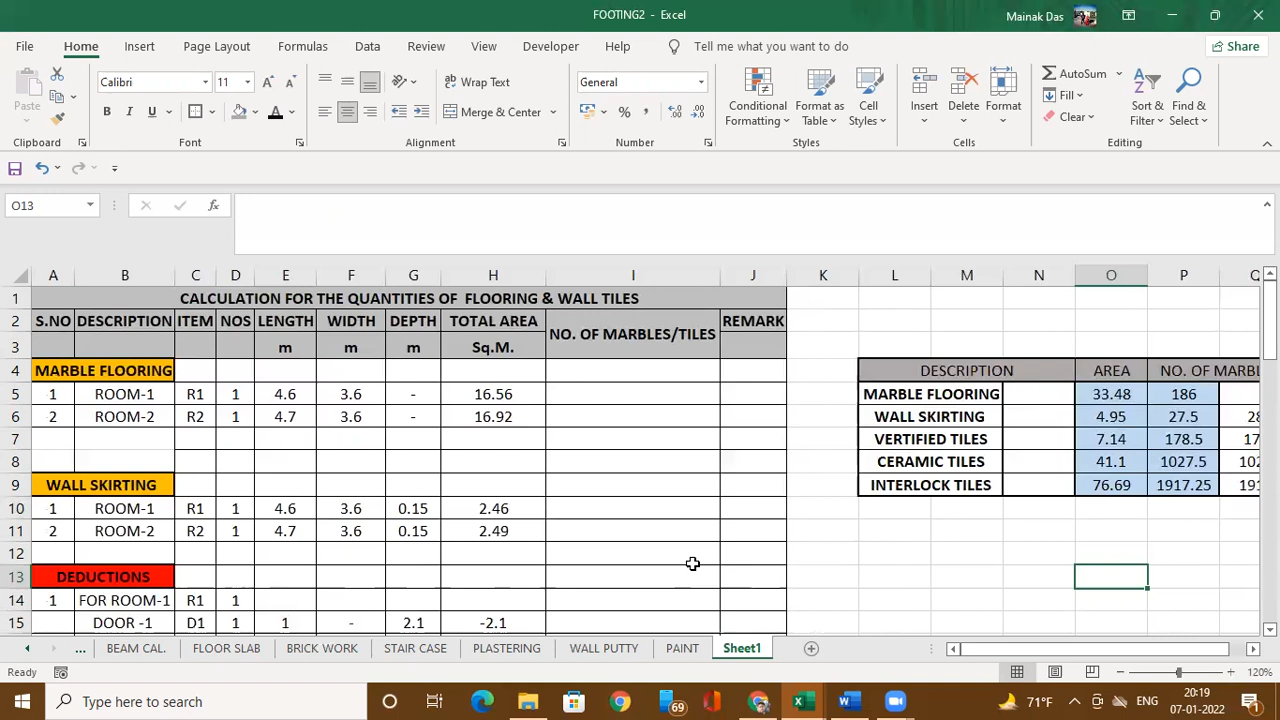 FOOTING2 - Excel
Mainak Das
File Home Insert Page Layout Formulas Data Review View Developer Help Tell me what you want to do Share
Paste
Clipboard
Calibri 11
B I U A
Font
Wrap Text
Merge & Center
Alignment
General
% ,
Number
Conditional Formatting
Format as Table
Cell Styles
Styles
Insert
Delete
Format
Cells
AutoSum
Fill
Clear
Sort & Filter
Find & Select
Editing
O13 fx
A B C D E F G H I J K L M N O P Q
1 CALCULATION FOR THE QUANTITIES OF FLOORING & WALL TILES
2 S.NO DESCRIPTION ITEM NOS LENGTH WIDTH DEPTH TOTAL AREA NO. OF MARBLES/TILES REMARK
3 m m m Sq.M.
4 MARBLE FLOORING DESCRIPTION AREA NO. OF MARBL
5 1 ROOM-1 R1 1 4.6 3.6 - 16.56 MARBLE FLOORING 33.48 186
6 2 ROOM-2 R2 1 4.7 3.6 - 16.92 WALL SKIRTING 4.95 27.5 28
7 VERTIFIED TILES 7.14 178.5 17
8 CERAMIC TILES 41.1 1027.5 102
9 WALL SKIRTING INTERLOCK TILES 76.69 1917.25 191
10 1 ROOM-1 R1 1 4.6 3.6 0.15 2.46
11 2 ROOM-2 R2 1 4.7 3.6 0.15 2.49
12
13 DEDUCTIONS
14 1 FOR ROOM-1 R1 1
15 DOOR -1 D1 1 1 - 2.1 -2.1
... BEAM CAL. FLOOR SLAB BRICK WORK STAIR CASE PLASTERING WALL PUTTY PAINT Sheet1
Ready 120%
Type here to search 69 71°F ENG 20:19
07-01-2022 1